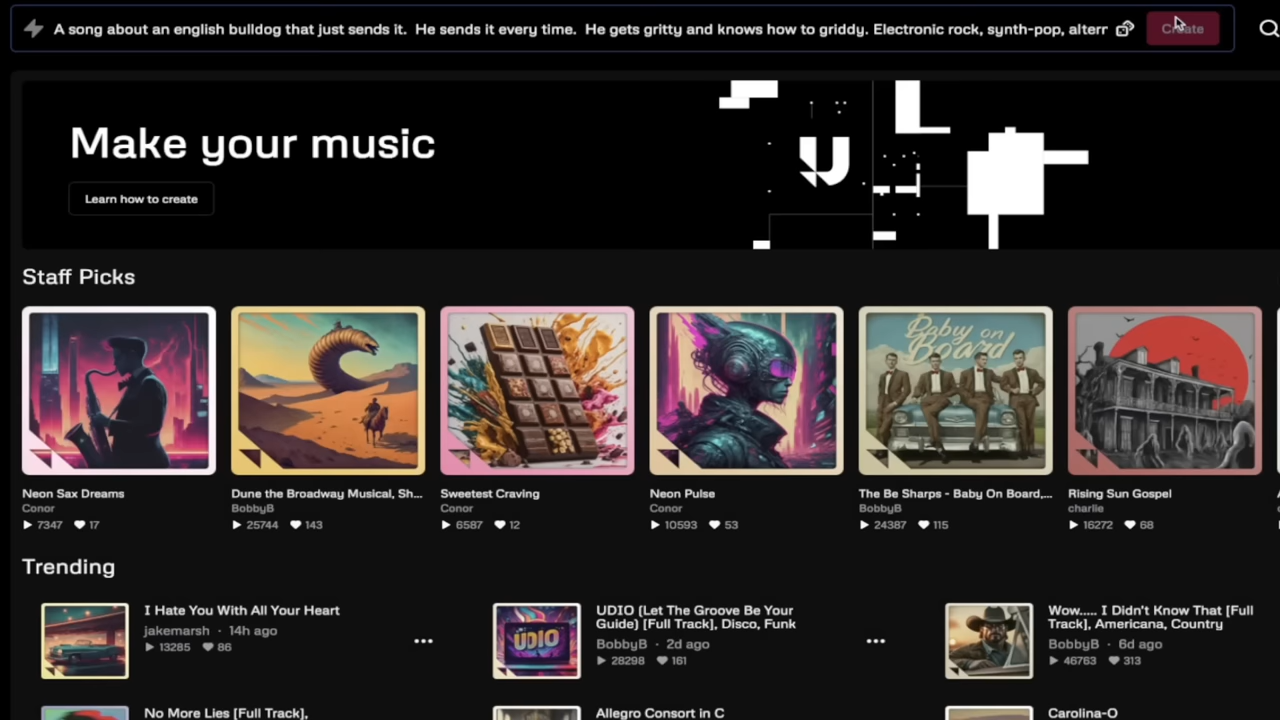 A song about an english bulldog that just sends it. He sends it every time. He gets gritty and knows how to griddy. Electronic rock, synth-pop, alterr
Create
Make your music
Learn how to create
Staff Picks
Baby on
Board
Neon Sax Dreams
Conor
7347 17
Dune the Broadway Musical, Sh...
BobbyB
25744 143
Sweetest Craving
Conor
6587 12
Neon Pulse
Conor
10593 53
The Be Sharps - Baby On Board,...
BobbyB
24387 115
Rising Sun Gospel
charlie
16272 68
Trending
I Hate You With All Your Heart
jakemarsh · 14h ago
13285 86
UDIO
UDIO (Let The Groove Be Your
Guide) [Full Track], Disco, Funk
BobbyB · 2d ago
28298 161
Wow..... I Didn't Know That [Full
Track], Americana, Country
BobbyB · 6d ago
46763 313
No More Lies [Full Track],
Allegro Consort in C
Carolina-O